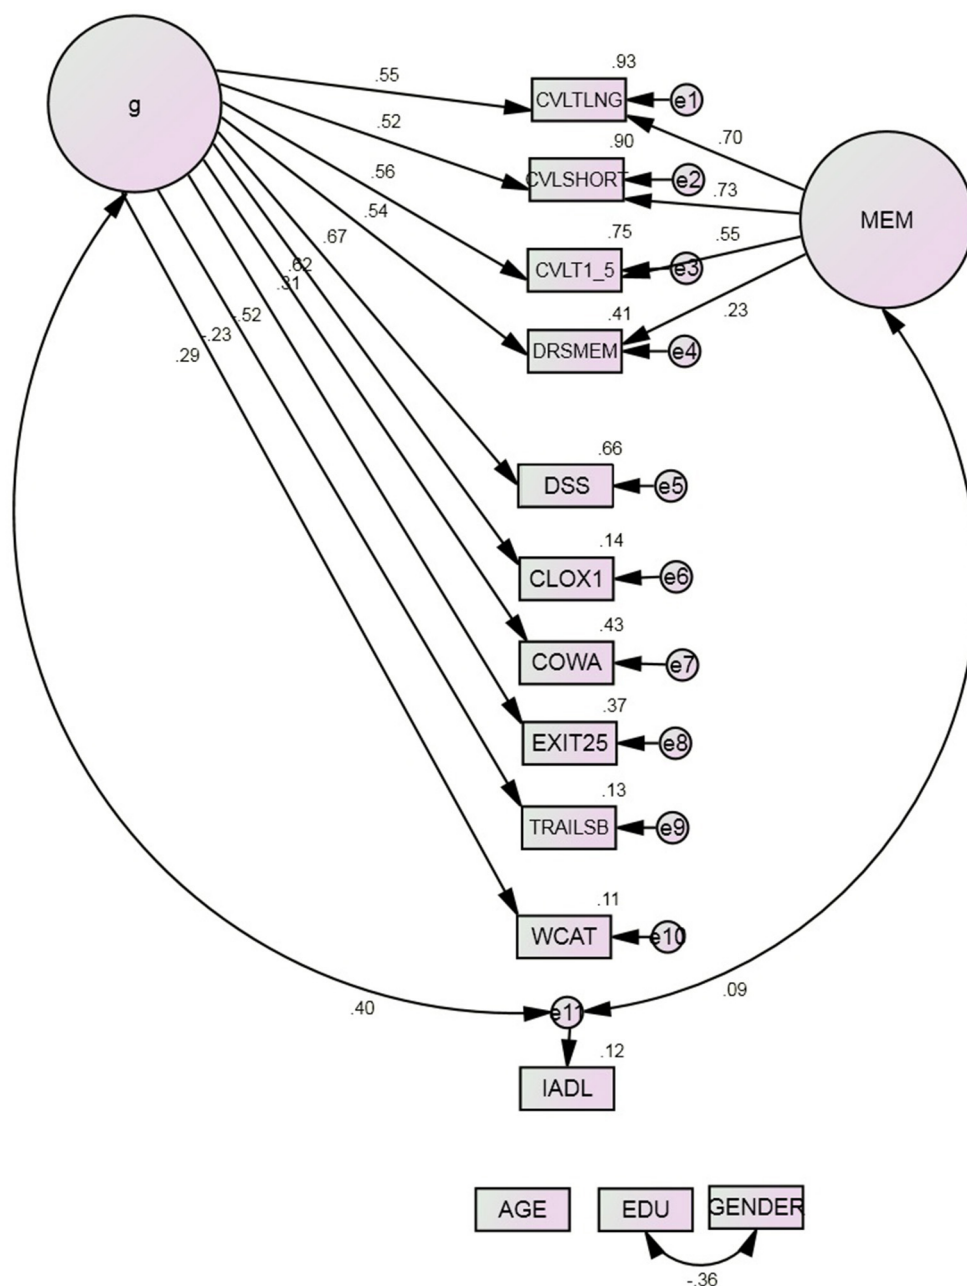 g
MEM
.55
.52
.56
.54
.67
.62
.31
-.52
-.23
.29
.93
CVLTLNG
e1
.70
.90
CVLSHORT
e2
.73
.75
CVLT1_5
e3
.55
.41
DRSMEM
e4
.23
.66
DSS
e5
.14
CLOX1
e6
.43
COWA
e7
.37
EXIT25
e8
.13
TRAILSB
e9
.11
WCAT
e10
.40
e11
.09
.12
IADL
AGE
EDU
GENDER
-.36